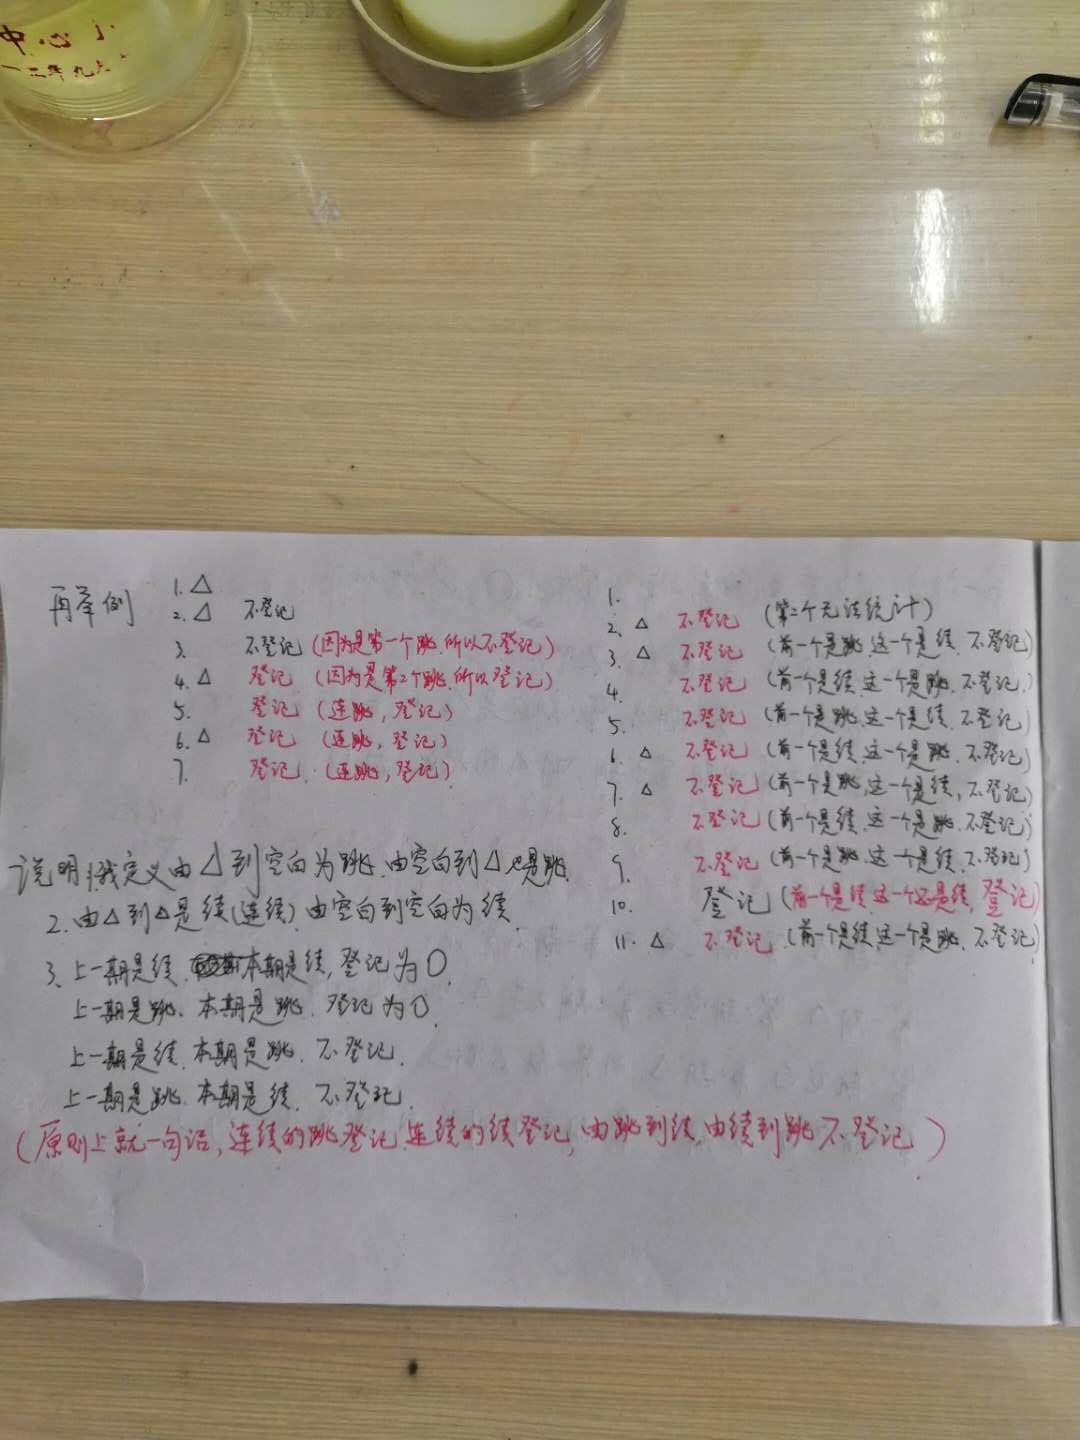 中心小
一二年九
再举例
1. △
2. △ 不登记
3. 不登记(因为是第一个跳,所以不登记)
4. △ 登记 (因为是第2个跳,所以登记)
5. 登记 (连跳,登记)
6. △ 登记 (连跳,登记)
7. 登记 (连跳,登记)
1.
2. △ 不登记 (第2个无法统计)
3. △ 不登记 (前一个是跳,这一个是续,不登记)
4. 不登记 (前一个是续,这一个是跳,不登记)
5. 不登记 (前一个是跳,这一个是续,不登记)
6. △ 不登记 (前一个是续,这一个是跳,不登记)
7. △ 不登记 (前一个是跳,这一个是续,不登记)
8. 不登记 (前一个是续,这一个是跳,不登记)
9. 不登记 (前一个是跳,这一个是续,不登记)
10. 登记 (前一个是续,这一个是续,登记)
11. △ 不登记 (前一个是续,这一个是跳,不登记)
说明1.我定义由△到空白为跳,由空白到△也是跳.
2.由△到△是续(连续),由空白到空白为续.
3.上一期是续,本期是续,登记为0.
上一期是跳,本期是跳,登记为0.
上一期是续,本期是跳,不登记.
上一期是跳,本期是续,不登记.
(原则上就一句话,连续的跳登记,连续的续登记,由跳到续,由续到跳不登记)